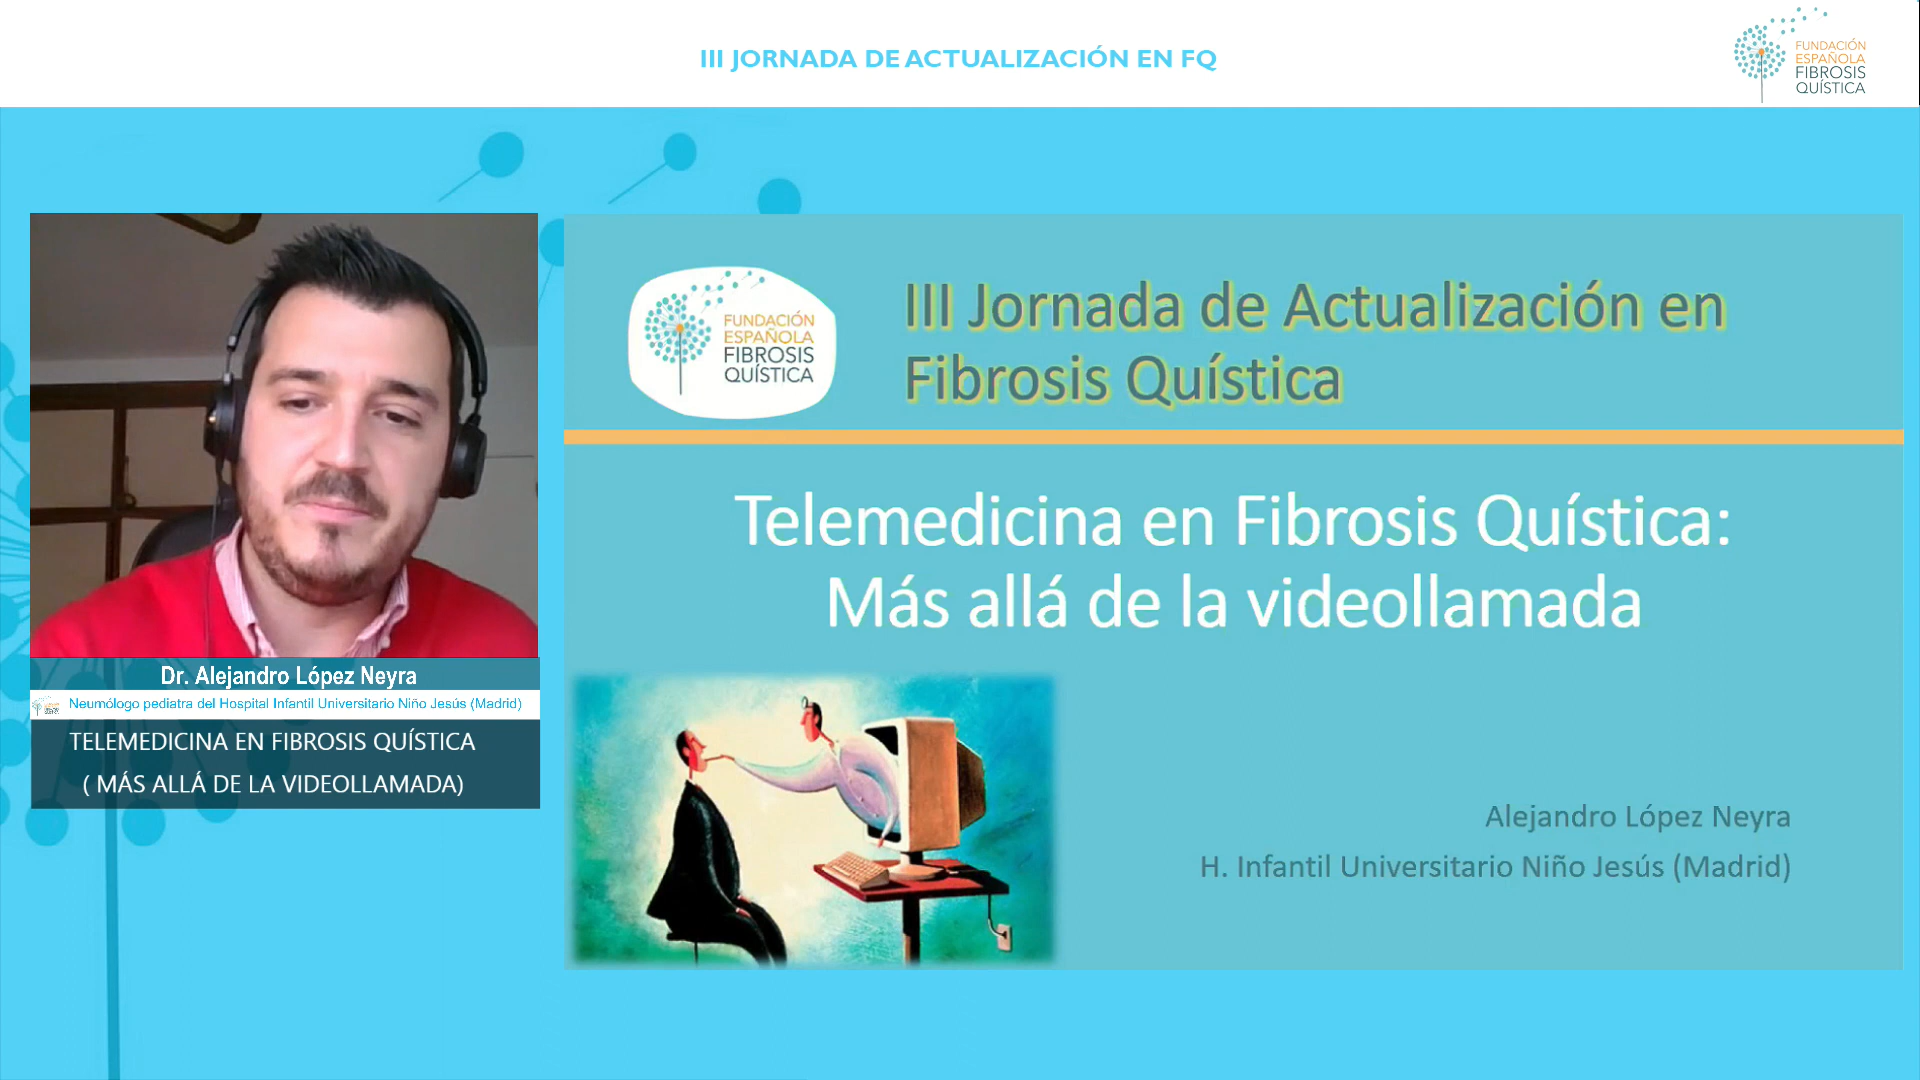 III JORNADA DE ACTUALIZACIÓN EN FQ
FUNDACIÓN
ESPAÑOLA
FIBROSIS
QUÍSTICA
FUNDACIÓN
ESPAÑOLA
FIBROSIS
QUÍSTICA
III Jornada de Actualización en
Fibrosis Quística
Telemedicina en Fibrosis Quística:
Más allá de la videollamada
Alejandro López Neyra
H. Infantil Universitario Niño Jesús (Madrid)
Dr. Alejandro López Neyra
Neumólogo pediatra del Hospital Infantil Universitario Niño Jesús (Madrid)
TELEMEDICINA EN FIBROSIS QUÍSTICA
( MÁS ALLÁ DE LA VIDEOLLAMADA)